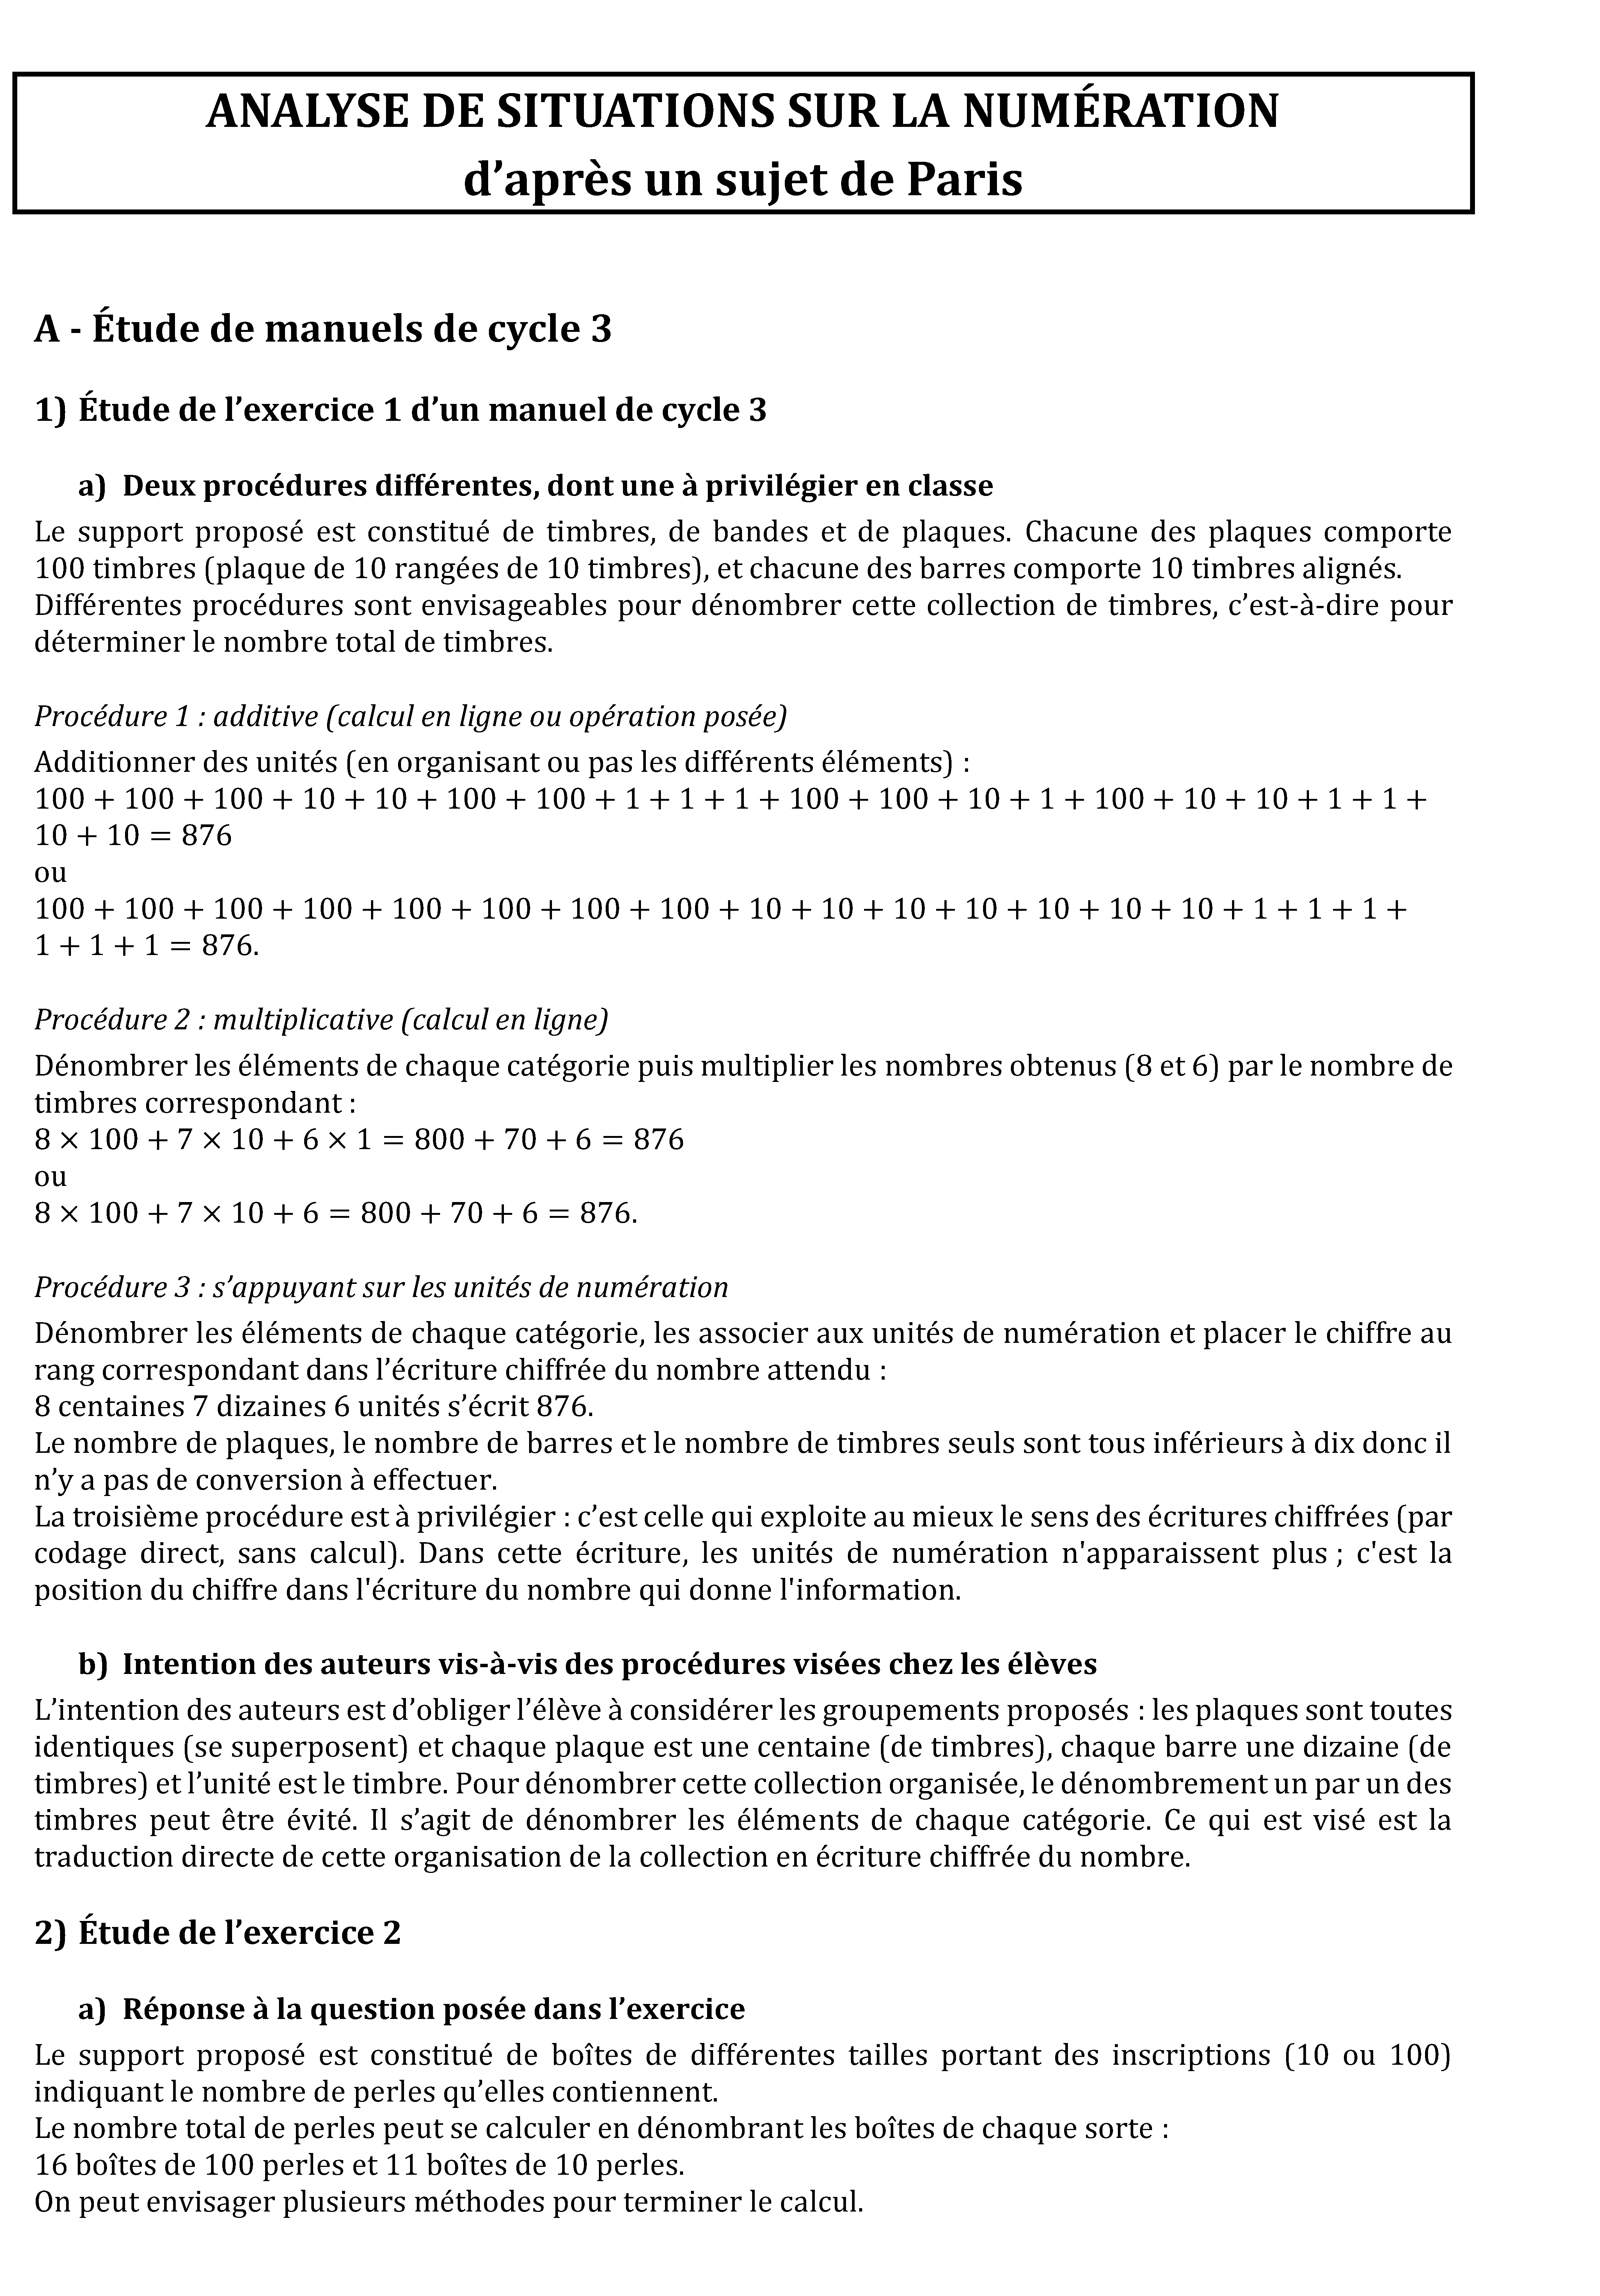 ANALYSE DE SITUATIONS SUR LA NUMÉRATION
d’après un sujet de Paris
A - Étude de manuels de cycle 3
1) Étude de l’exercice 1 d’un manuel de cycle 3
a) Deux procédures différentes, dont une à privilégier en classe
Le support proposé est constitué de timbres, de bandes et de plaques. Chacune des plaques comporte
100 timbres (plaque de 10 rangées de 10 timbres), et chacune des barres comporte 10 timbres alignés.
Différentes procédures sont envisageables pour dénombrer cette collection de timbres, c’est-à-dire pour
déterminer le nombre total de timbres.
Procédure 1 : additive (calcul en ligne ou opération posée)
Additionner des unités (en organisant ou pas les différents éléments) :
100 + 100 + 100 + 10 + 10 + 100 + 100 + 1 + 1 + 1 + 100 + 100 + 10 + 1 + 100 + 10 + 10 + 1 + 1 +
10 + 10 = 876
ou
100 + 100 + 100 + 100 + 100 + 100 + 100 + 100 + 10 + 10 + 10 + 10 + 10 + 10 + 10 + 1 + 1 + 1 +
1 + 1 + 1 = 876.
Procédure 2 : multiplicative (calcul en ligne)
Dénombrer les éléments de chaque catégorie puis multiplier les nombres obtenus (8 et 6) par le nombre de
timbres correspondant :
8 × 100 + 7 × 10 + 6 × 1 = 800 + 70 + 6 = 876
ou
8 × 100 + 7 × 10 + 6 = 800 + 70 + 6 = 876.
Procédure 3 : s’appuyant sur les unités de numération
Dénombrer les éléments de chaque catégorie, les associer aux unités de numération et placer le chiffre au
rang correspondant dans l’écriture chiffrée du nombre attendu :
8 centaines 7 dizaines 6 unités s’écrit 876.
Le nombre de plaques, le nombre de barres et le nombre de timbres seuls sont tous inférieurs à dix donc il
n’y a pas de conversion à effectuer.
La troisième procédure est à privilégier : c’est celle qui exploite au mieux le sens des écritures chiffrées (par
codage direct, sans calcul). Dans cette écriture, les unités de numération n'apparaissent plus ; c'est la
position du chiffre dans l'écriture du nombre qui donne l'information.
b) Intention des auteurs vis-à-vis des procédures visées chez les élèves
L’intention des auteurs est d’obliger l’élève à considérer les groupements proposés : les plaques sont toutes
identiques (se superposent) et chaque plaque est une centaine (de timbres), chaque barre une dizaine (de
timbres) et l’unité est le timbre. Pour dénombrer cette collection organisée, le dénombrement un par un des
timbres peut être évité. Il s’agit de dénombrer les éléments de chaque catégorie. Ce qui est visé est la
traduction directe de cette organisation de la collection en écriture chiffrée du nombre.
2) Étude de l’exercice 2
a) Réponse à la question posée dans l’exercice
Le support proposé est constitué de boîtes de différentes tailles portant des inscriptions (10 ou 100)
indiquant le nombre de perles qu’elles contiennent.
Le nombre total de perles peut se calculer en dénombrant les boîtes de chaque sorte :
16 boîtes de 100 perles et 11 boîtes de 10 perles.
On peut envisager plusieurs méthodes pour terminer le calcul.